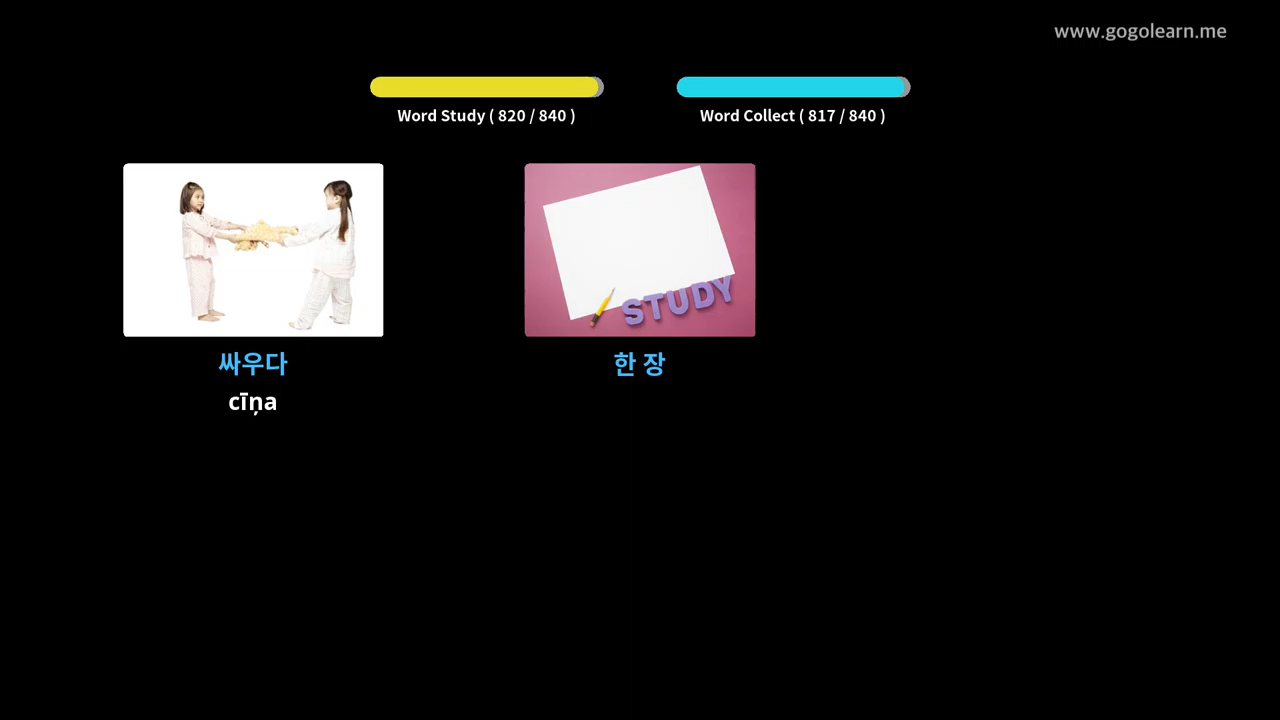 www.gogolearn.me
Word Study ( 820 / 840 )
Word Collect ( 817 / 840 )
STUDY
싸우다
한 장
cīņa